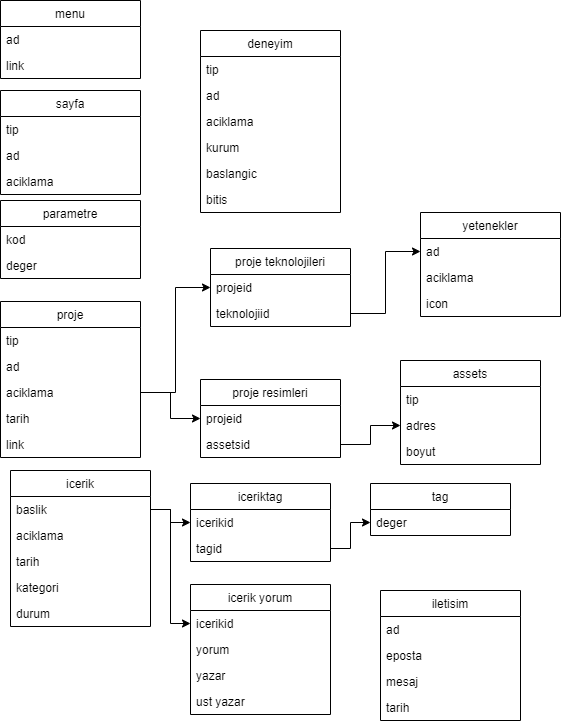 menu
ad
link
sayfa
tip
ad
aciklama
parametre
kod
deger
deneyim
tip
ad
aciklama
kurum
baslangic
bitis
proje
tip
ad
aciklama
tarih
link
proje teknolojileri
projeid
teknolojiid
yetenekler
ad
aciklama
icon
proje resimleri
projeid
assetsid
assets
tip
adres
boyut
icerik
baslik
aciklama
tarih
kategori
durum
iceriktag
icerikid
tagid
tag
deger
icerik yorum
icerikid
yorum
yazar
ust yazar
iletisim
ad
eposta
mesaj
tarih